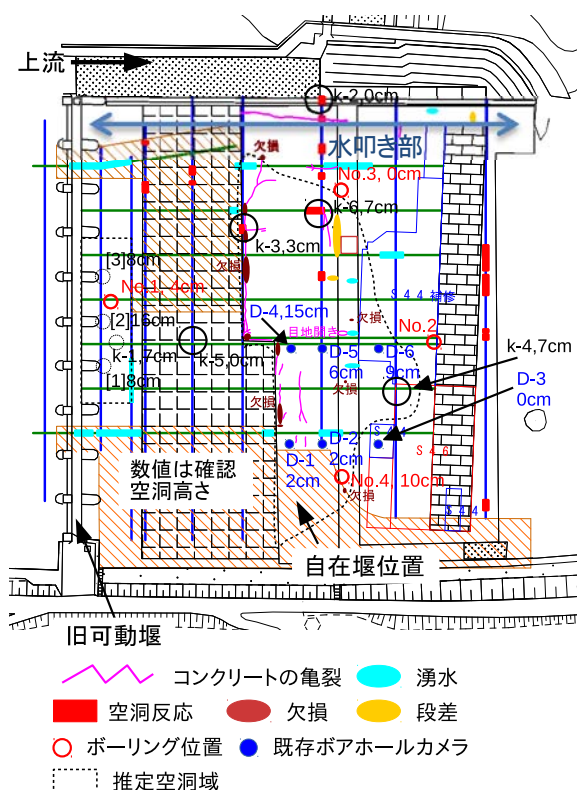 上流
k-2,0cm
水叩き部
欠損
No.3, 0cm
k-6,7cm
k-3,3cm
欠損
[3]8cm
No.1, 4cm
D-4,15cm
目地開き
S44 補修
欠損
No.2
[2]16cm
k-1,7cm
k-5,0cm
D-5
6cm
D-6
9cm
k-4,7cm
[1]8cm
欠損
欠損
D-3
0cm
数値は確認
空洞高さ
D-1
2cm
D-2
2cm
S46
No.4, 10cm
欠損
S44
自在堰位置
旧可動堰
コンクリートの亀裂
湧水
空洞反応
欠損
段差
ボーリング位置
既存ボアホールカメラ
推定空洞域